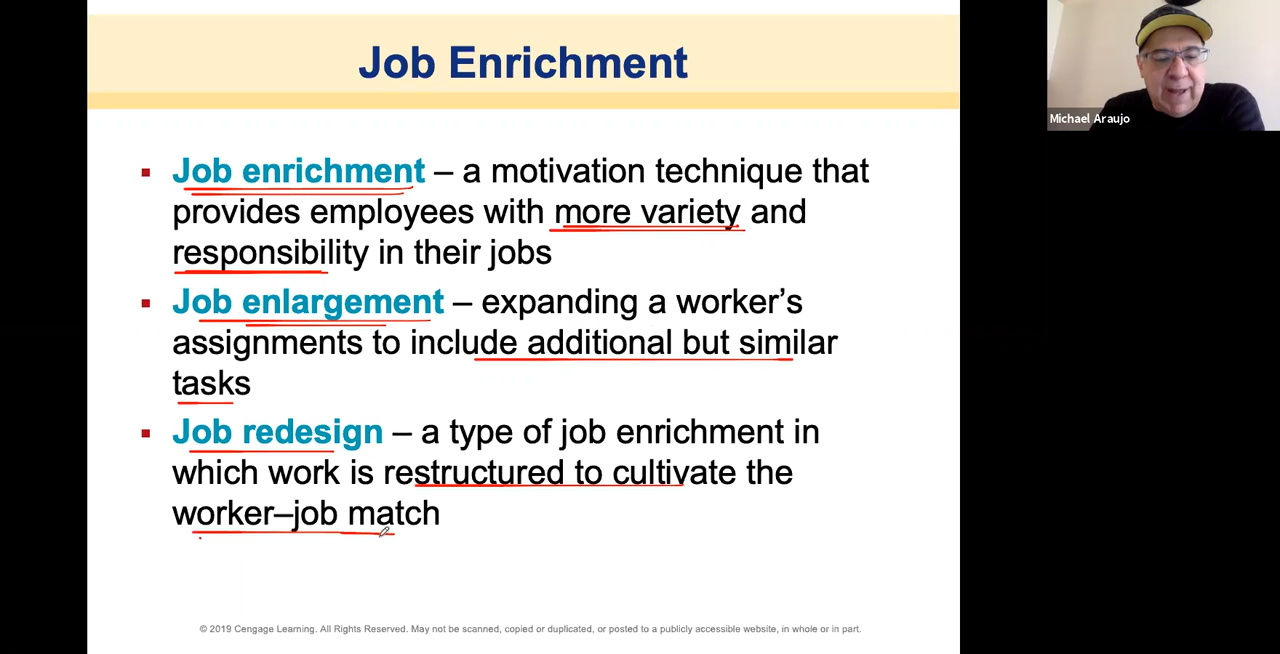 Job Enrichment
Michael Araujo
▪ Job enrichment – a motivation technique that
provides employees with more variety and
responsibility in their jobs
▪ Job enlargement – expanding a worker’s
assignments to include additional but similar
tasks
▪ Job redesign – a type of job enrichment in
which work is restructured to cultivate the
worker–job match
© 2019 Cengage Learning. All Rights Reserved. May not be scanned, copied or duplicated, or posted to a publicly accessible website, in whole or in part.